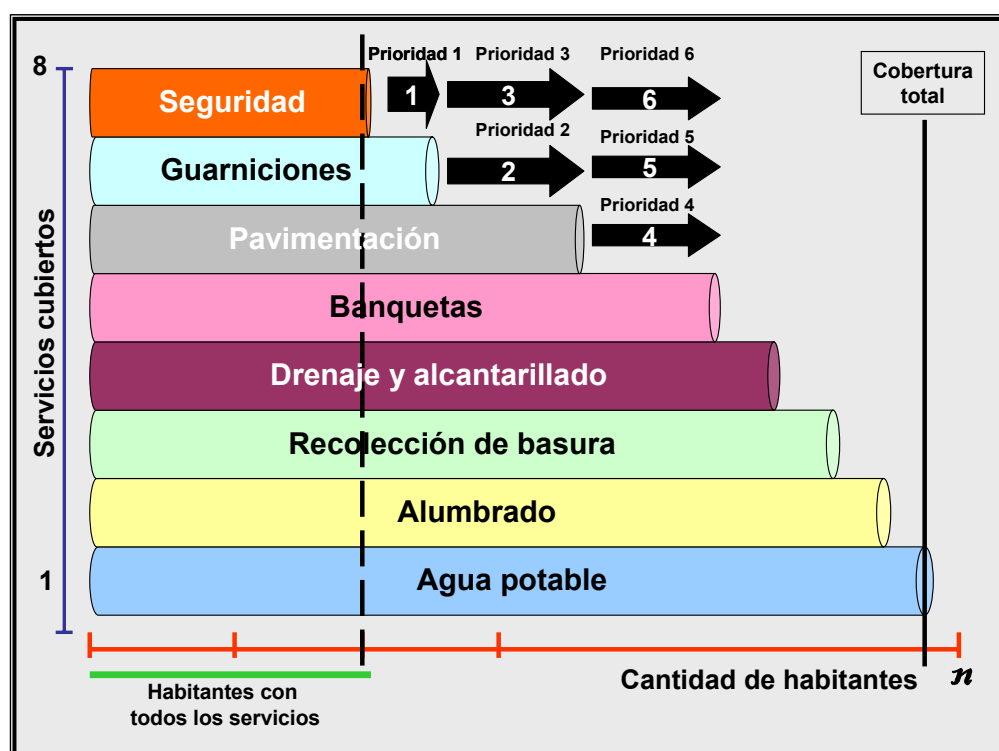 Prioridad 1
Prioridad 3
Prioridad 6
8
Seguridad
1
3
6
Cobertura
total
Prioridad 2
Prioridad 5
Guarniciones
2
5
Prioridad 4
Pavimentación
4
Banquetas
Servicios cubiertos
Drenaje y alcantarillado
Recolección de basura
Alumbrado
1
Agua potable
Cantidad de habitantes
n
Habitantes con
todos los servicios